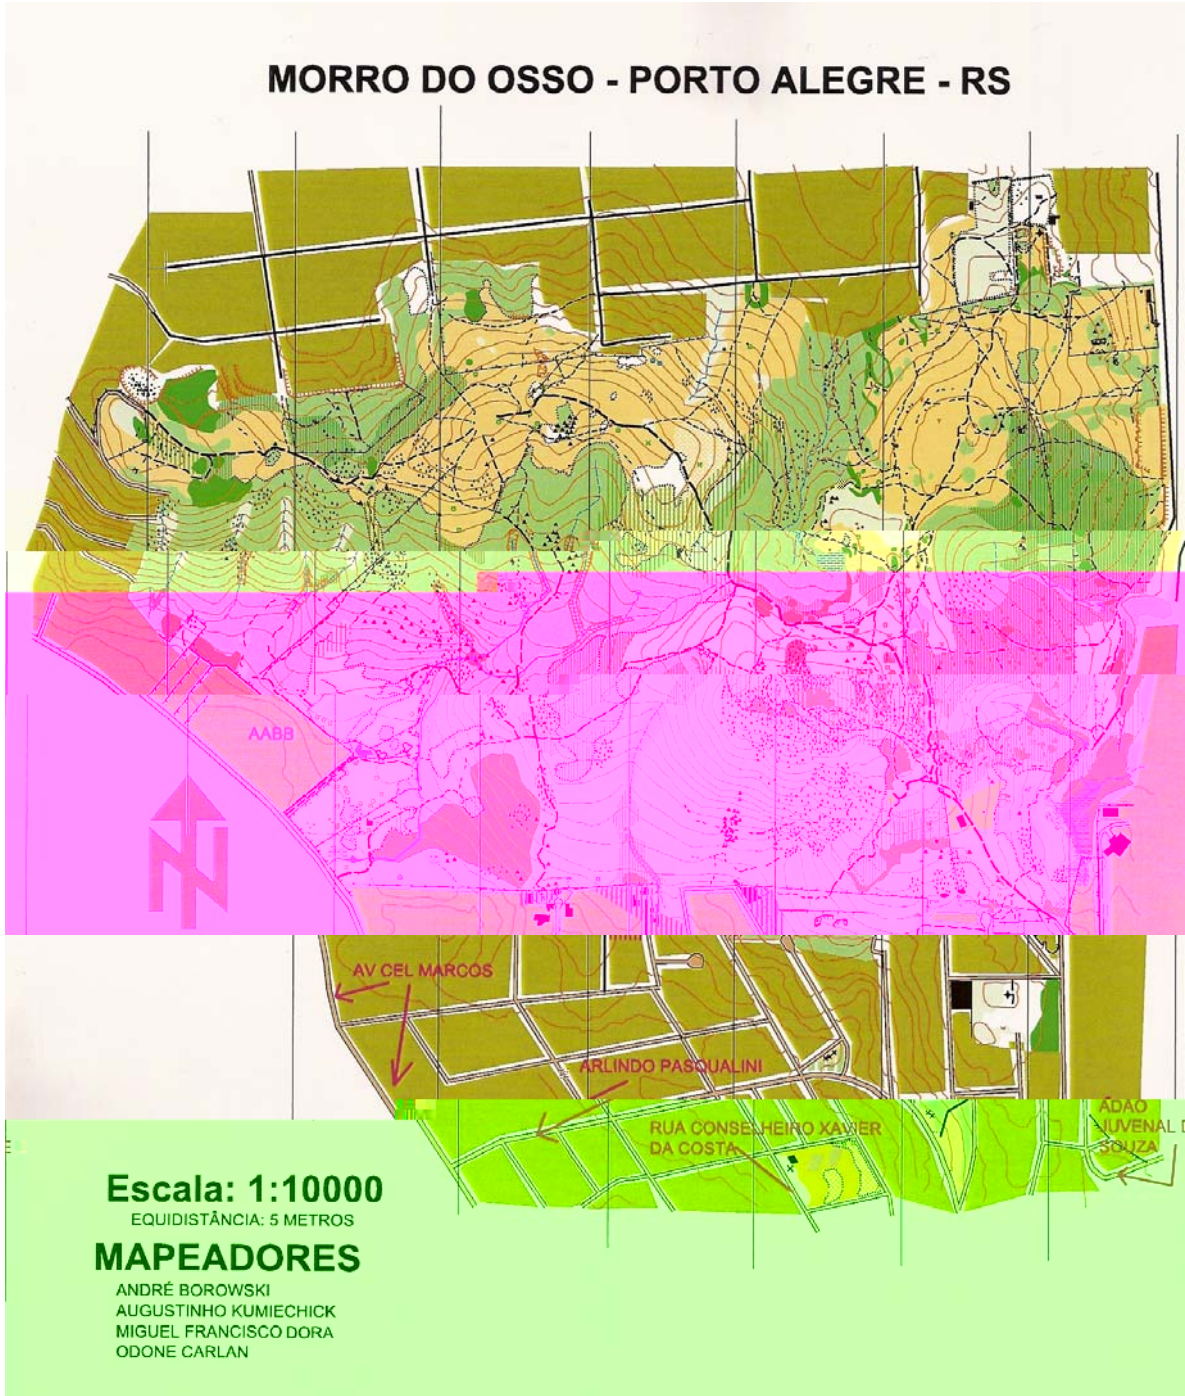 MORRO DO OSSO - PORTO ALEGRE - RS
AABB
N
AV CEL MARCOS
ARLINDO PASQUALINI
RUA CONSELHEIRO XAVIER
DA COSTA
ADAO
JUVENAL D
SOUZA
E
Escala: 1:10000
EQUIDISTÂNCIA: 5 METROS
MAPEADORES
ANDRÉ BOROWSKI
AUGUSTINHO KUMIECHICK
MIGUEL FRANCISCO DORA
ODONE CARLAN